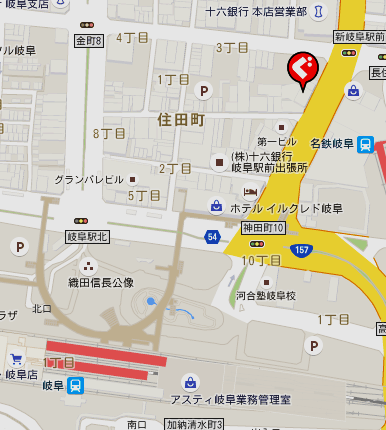 岐阜支店
十六銀行 本店営業部
4丁目
3丁目
金町8
新岐阜駅前
ル岐阜
1丁目
P
住田町
8丁目
第一ビル
名鉄岐阜
(株)十六銀行
岐阜駅前出張所
2丁目
グランパレビル
5丁目
ホテル イルクレド岐阜
神田町10
岐阜駅北
54
157
P
10丁目
織田信長公像
河合塾岐阜校
北口
プラザ
1丁目
P
1丁目
岐阜店
岐阜
アスティ岐阜業務管理室
南口
加納清水町3